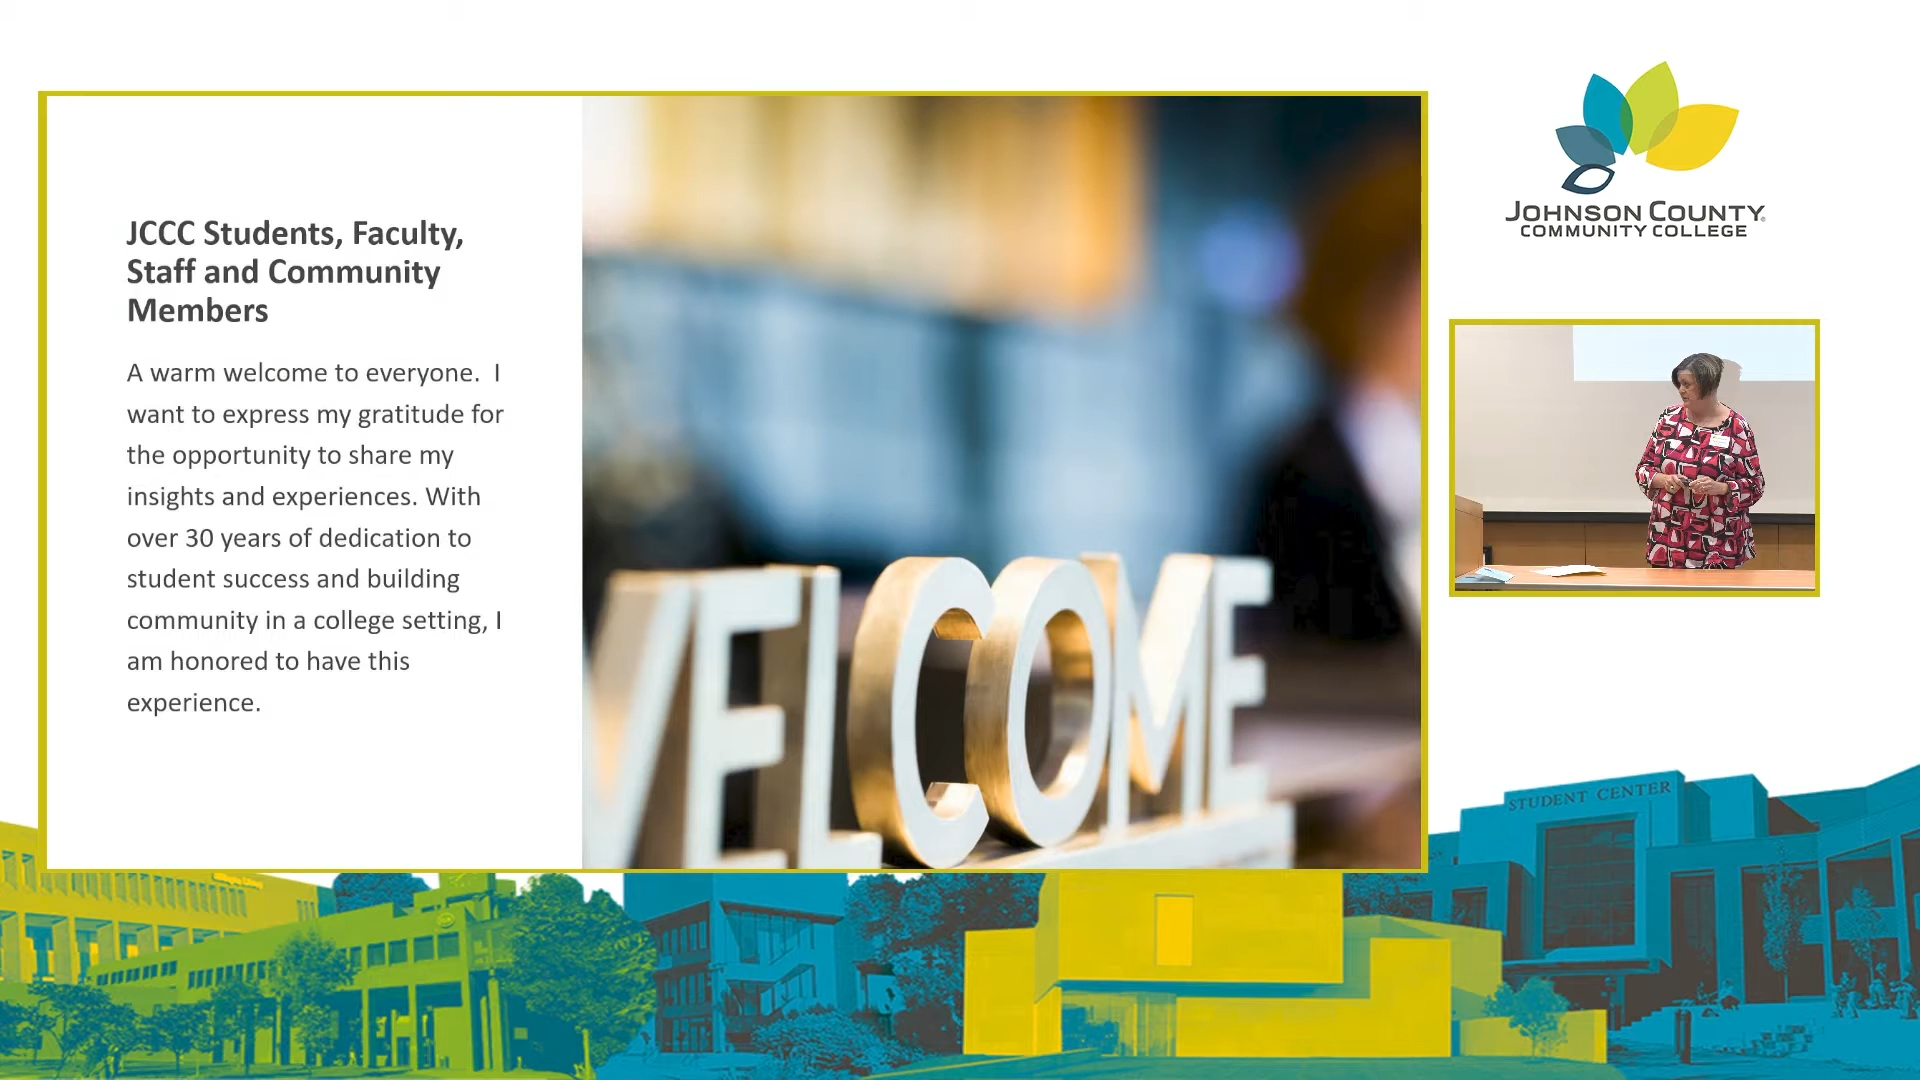 JCCC Students, Faculty,
Staff and Community
Members
A warm welcome to everyone.  I
want to express my gratitude for
the opportunity to share my
insights and experiences. With
over 30 years of dedication to
student success and building
community in a college setting, I
am honored to have this
experience.
WELCOME
JOHNSON COUNTY
COMMUNITY COLLEGE
STUDENT CENTER